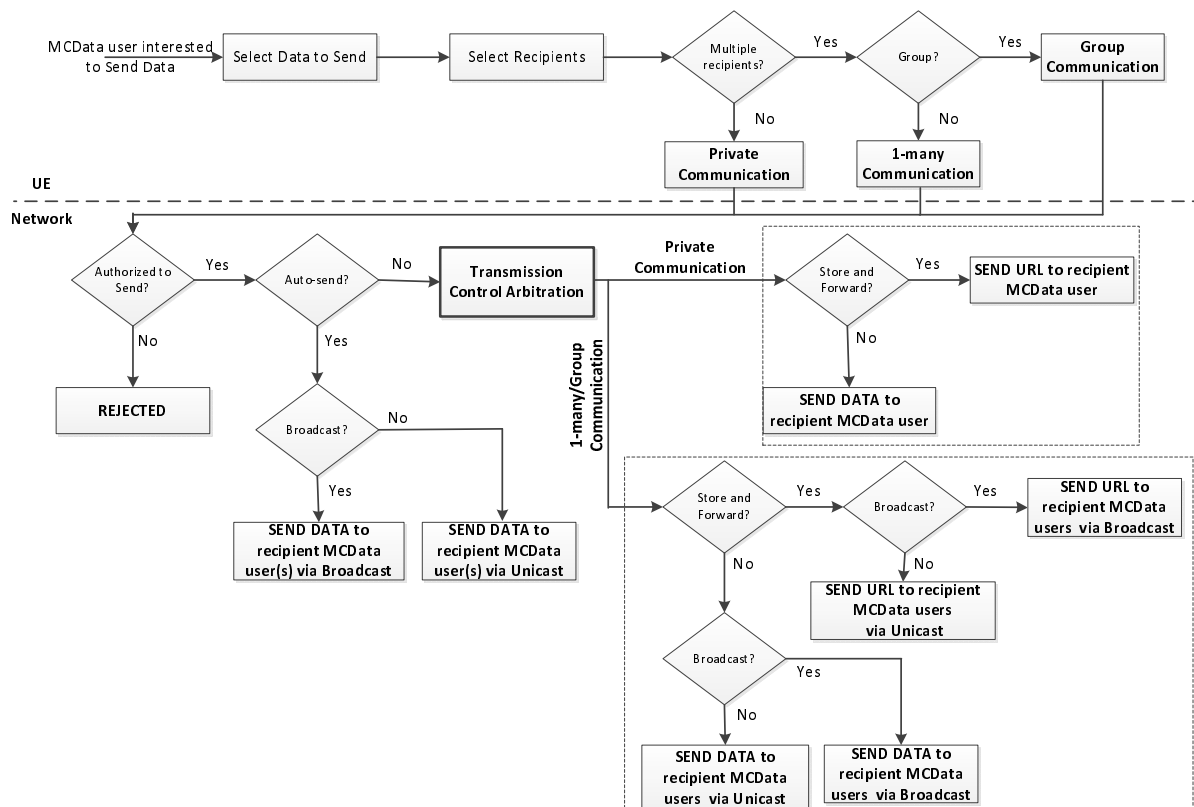 MCData user interested
to Send Data
Select Data to Send
Select Recipients
Multiple
recipients?
Yes
Group?
Yes
Group
Communication
No
No
Private
Communication
1-many
Communication
UE
Network
Authorized to
Send?
Yes
Auto-send?
No
Transmission
Control Arbitration
Private
Communication
Store and
Forward?
Yes
SEND URL to recipient
MCData user
No
Yes
No
REJECTED
1-many/Group
Communication
SEND DATA to
recipient MCData user
Broadcast?
No
Yes
SEND DATA to
recipient MCData
user(s) via Broadcast
SEND DATA to
recipient MCData
user(s) via Unicast
Store and
Forward?
Yes
Broadcast?
Yes
SEND URL to
recipient MCData
users via Broadcast
No
No
SEND URL to recipient
MCData users
via Unicast
Broadcast?
Yes
No
SEND DATA to
recipient MCData
users via Unicast
SEND DATA to
recipient MCData
users via Broadcast